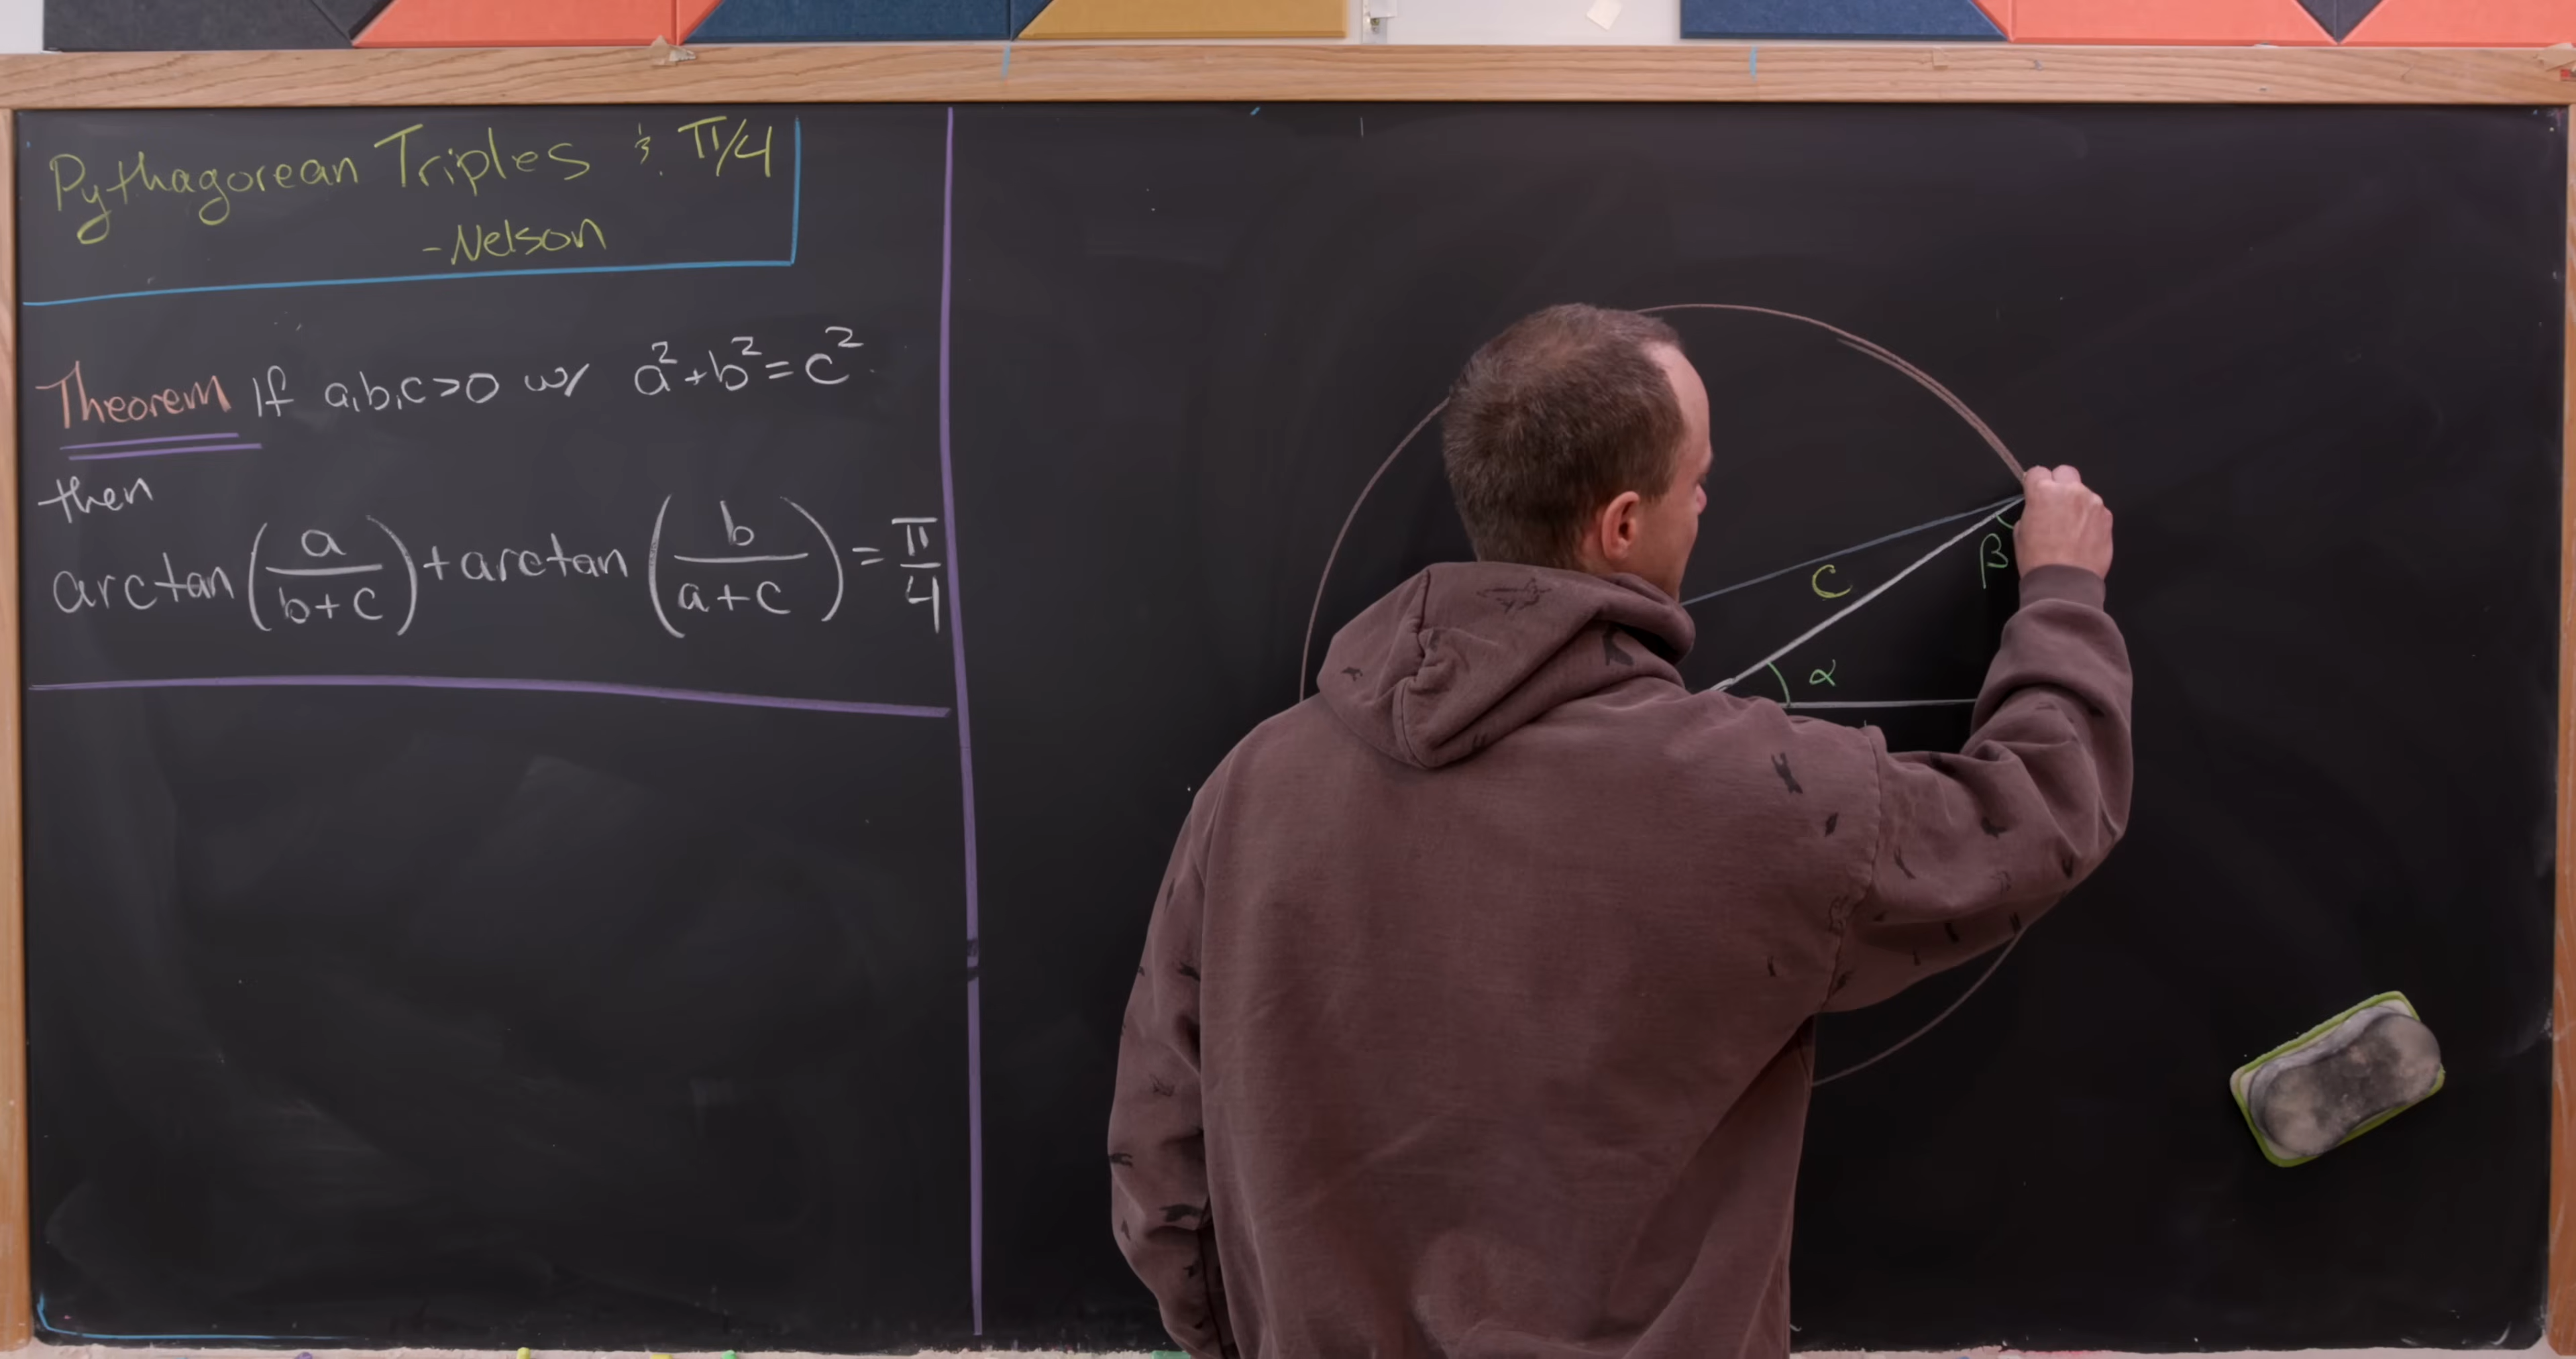 Pythagorean Triples & π/4
-Nelson
Theorem If a,b,c>0 w/ a²+b²=c²
then
arctan(a/(b+c))+arctan(b/(a+c))=π/4
c
β
α